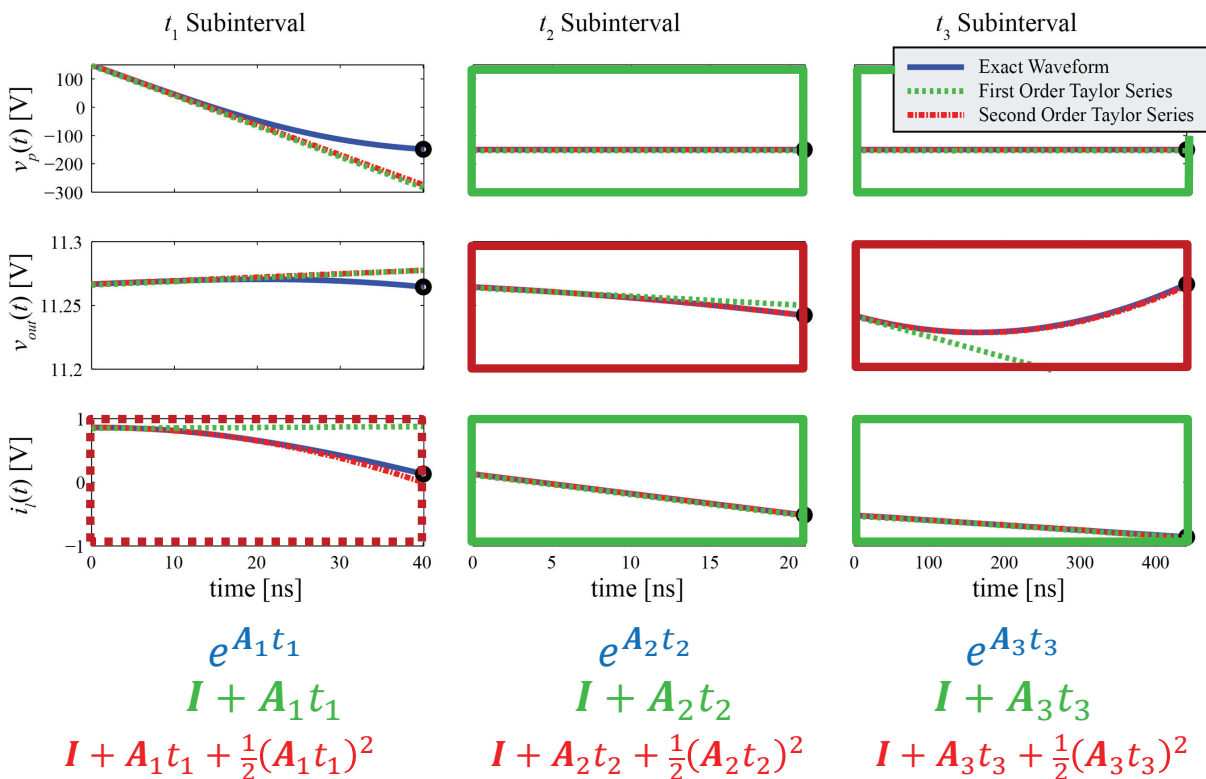 t₁ Subinterval
t₂ Subinterval
t₃ Subinterval
Exact Waveform
First Order Taylor Series
Second Order Taylor Series
vₚ(t) [V]
100
0
−100
−200
−300
vₒᵤₜ(t) [V]
11.3
11.25
11.2
iₗ(t) [V]
1
0
−1
0 10 20 30 40
0 5 10 15 20
0 100 200 300 400
time [ns]
time [ns]
time [ns]
e^{A₁t₁}
e^{A₂t₂}
e^{A₃t₃}
I + A₁t₁
I + A₂t₂
I + A₃t₃
I + A₁t₁ + ½(A₁t₁)²
I + A₂t₂ + ½(A₂t₂)²
I + A₃t₃ + ½(A₃t₃)²